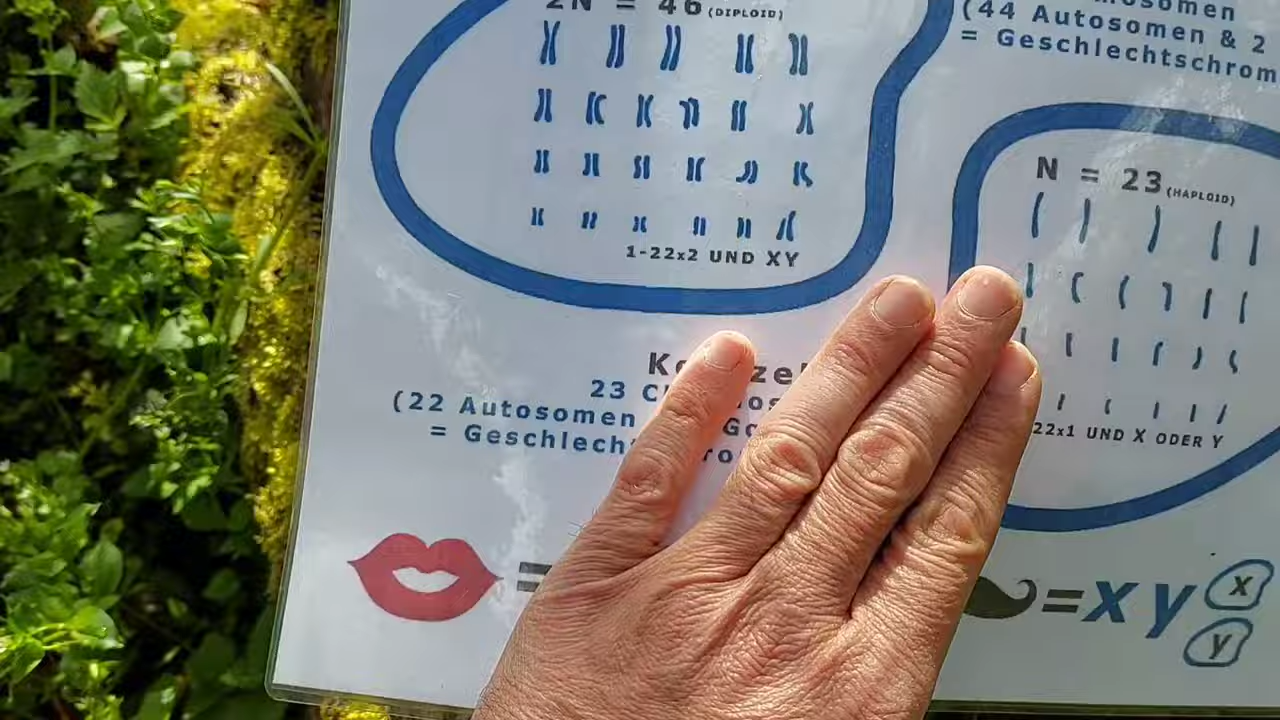 2N = 46 (DIPLOID)
(44 Autosomen & 2
= Geschlechtschrom
1-22x2 UND XY
N = 23 (HAPLOID)
22x1 UND X ODER Y
23
(22 Autosomen
= Geschlech
=
=xy
x
y